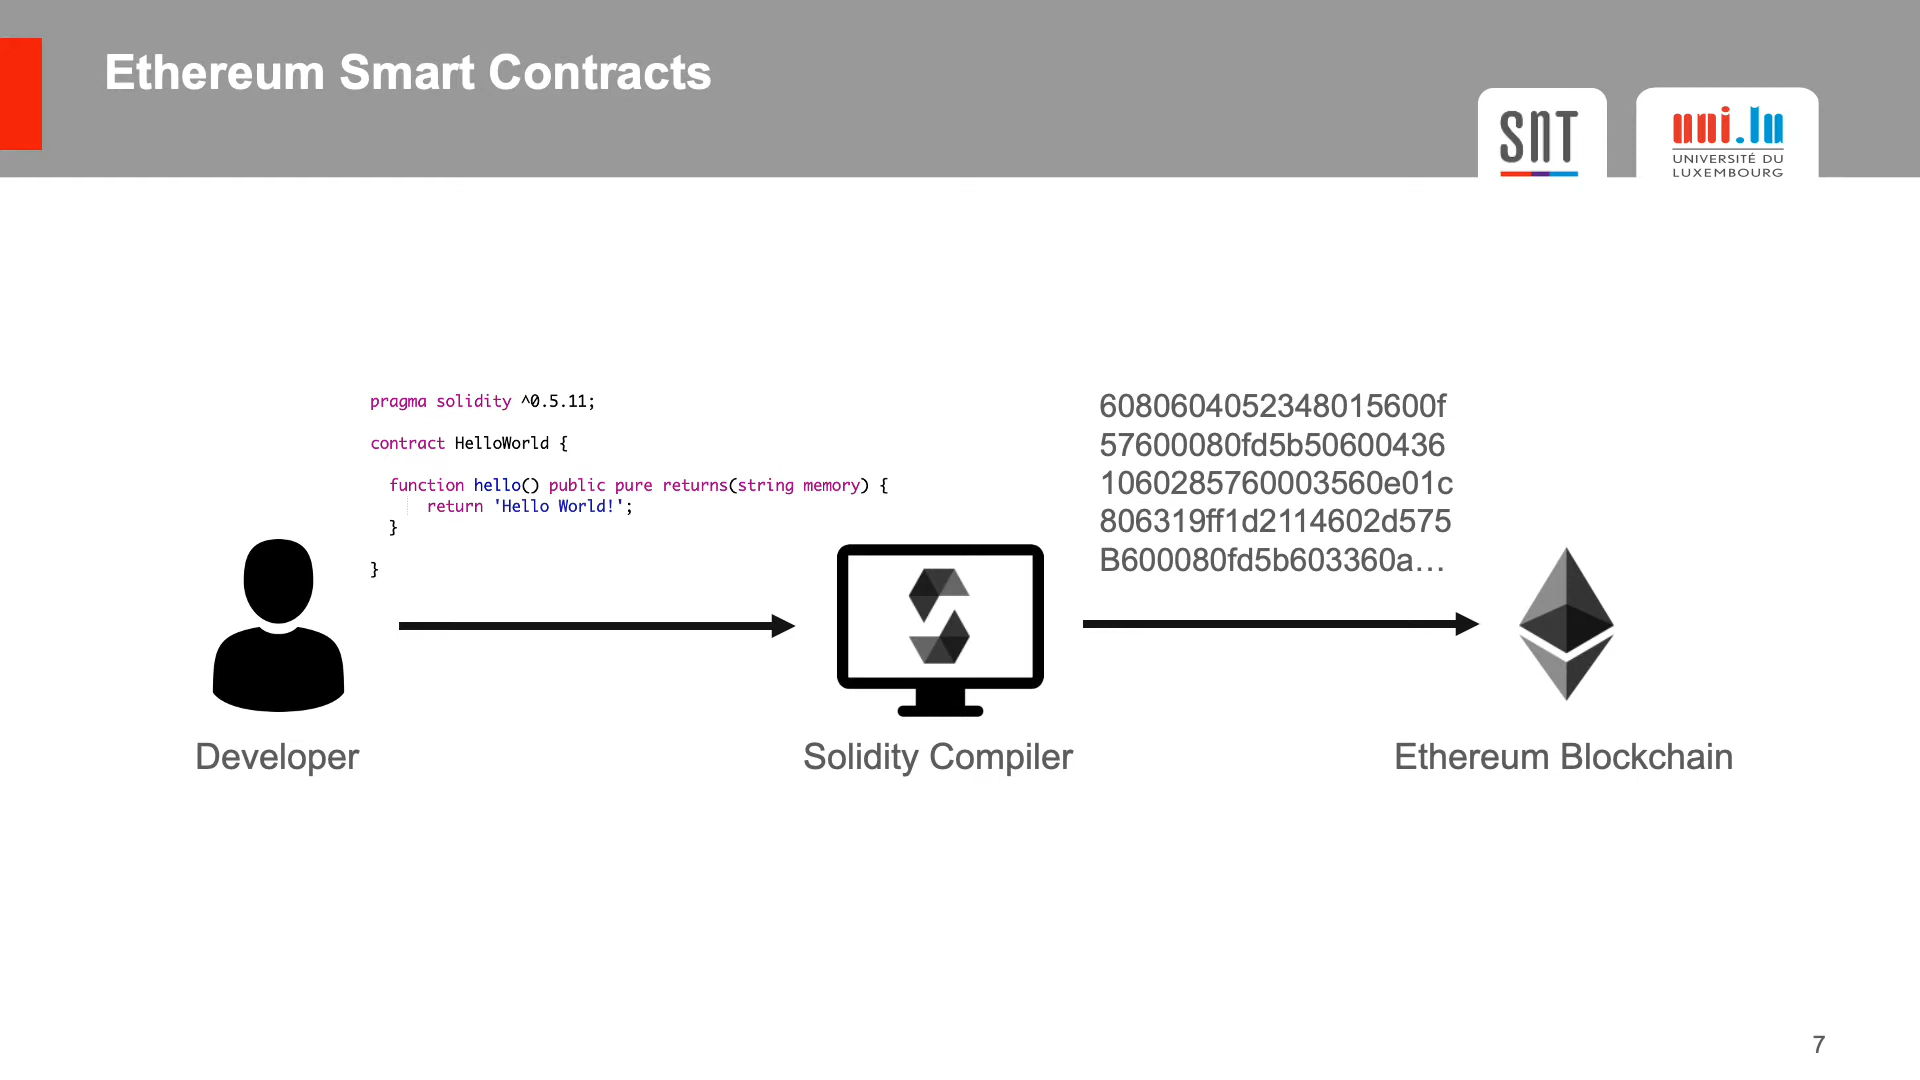 Ethereum Smart Contracts
SnT
uni.lu
UNIVERSITÉ DU
LUXEMBOURG
pragma solidity ^0.5.11;
contract HelloWorld {
function hello() public pure returns(string memory) {
return 'Hello World!';
}
}
6080604052348015600f
57600080fd5b50600436
1060285760003560e01c
806319ff1d2114602d575
B600080fd5b603360a…
Developer
Solidity Compiler
Ethereum Blockchain
7